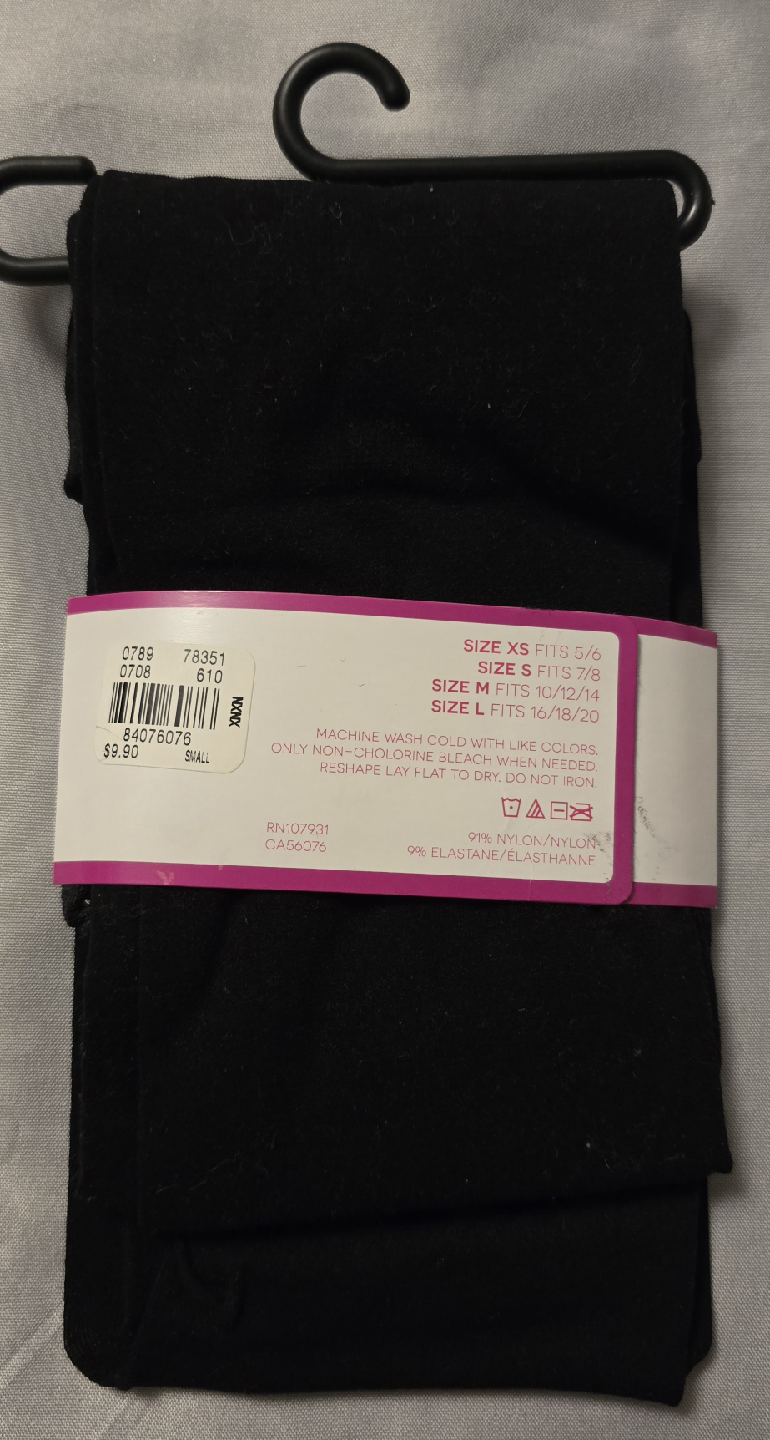 0789 78351
0708 610
NXNX
84076076
$9.90 SMALL
SIZE XS FITS 5/6
SIZE S FITS 7/8
SIZE M FITS 10/12/14
SIZE L FITS 16/18/20
MACHINE WASH COLD WITH LIKE COLORS.
ONLY NON-CHOLORINE BLEACH WHEN NEEDED.
RESHAPE LAY FLAT TO DRY. DO NOT IRON.
RN107931
CA56076
91% NYLON/NYLON
9% ELASTANE/ÉLASTHANNE